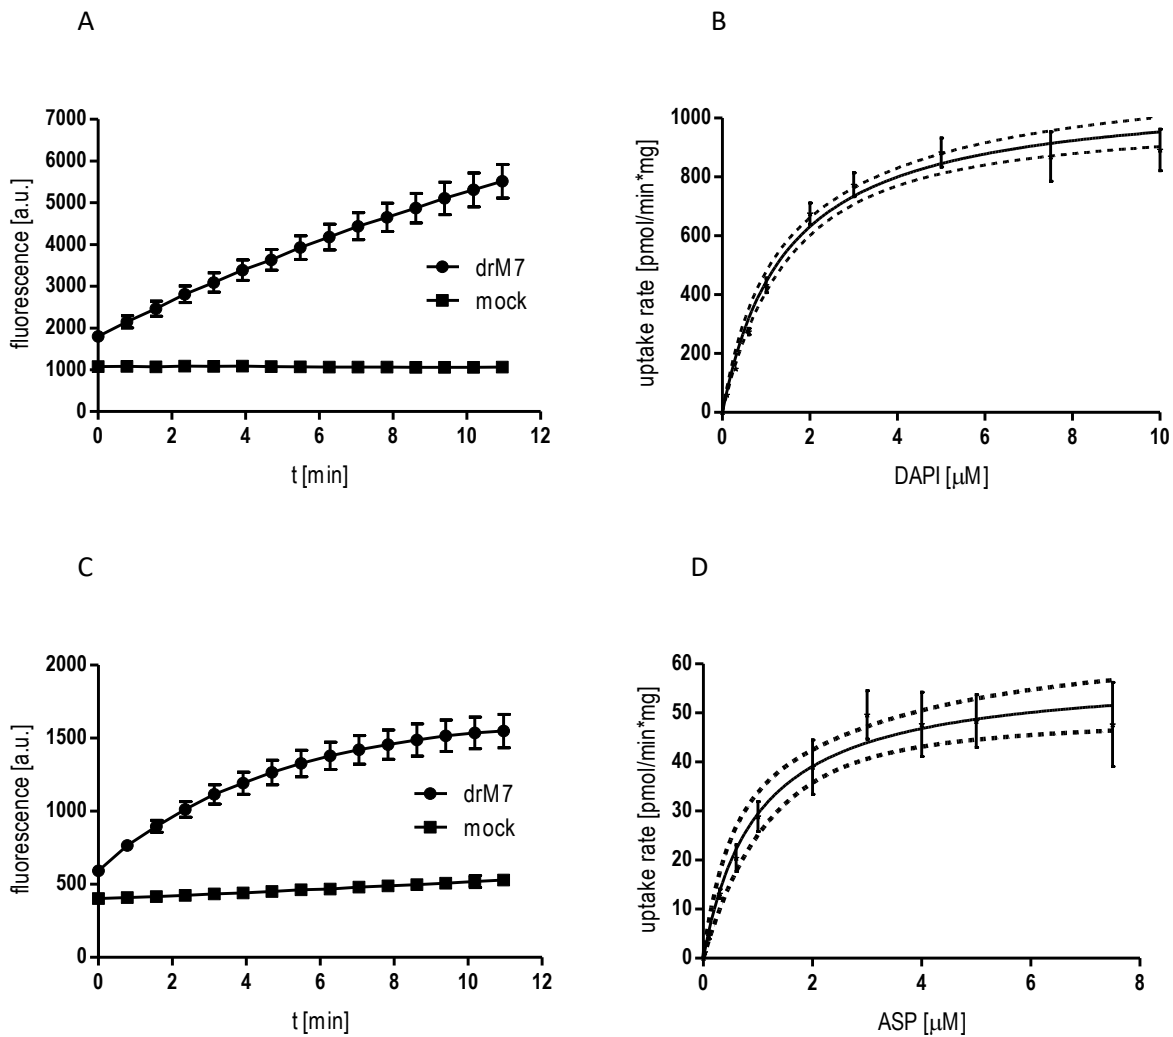 A
fluorescence [a.u.]
7000
6000
5000
4000
3000
2000
1000
0
drM7
mock
0 2 4 6 8 10 12
t [min]
B
uptake rate [pmol/min*mg]
1000
800
600
400
200
0
0 2 4 6 8 10
DAPI [μM]
C
fluorescence [a.u.]
2000
1500
1000
500
0
drM7
mock
0 2 4 6 8 10 12
t [min]
D
uptake rate [pmol/min*mg]
60
50
40
30
20
10
0
0 2 4 6 8
ASP [μM]